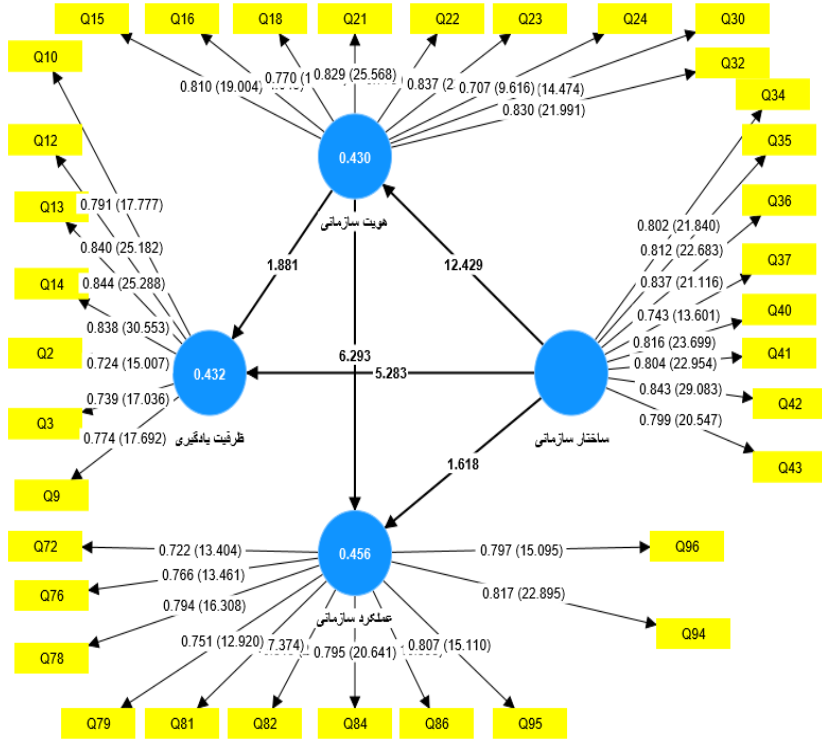 Q15 Q16 Q18 Q21 Q22 Q23 Q24 Q30
Q10
Q32
Q34
0.810 (19.004)
0.770
0.829 (25.568)
0.837
0.707 (9.616)
(14.474)
0.830 (21.991)
Q12
Q35
0.430
0.791 (17.777)
Q13
Q36
هویت سازمانی
0.802 (21.840)
0.840 (25.182)
0.812 (22.683)
Q37
1.881
12.429
0.844 (25.288)
0.837 (21.116)
Q14
0.838 (30.553)
0.743 (13.601)
Q40
0.816 (23.699)
Q2
0.724 (15.007)
6.293
0.804 (22.954)
Q41
0.432
5.283
0.739 (17.036)
0.843 (29.083)
Q42
Q3
0.799 (20.547)
0.774 (17.692)
ظرفیت یادگیری
ساختار سازمانی
1.618
Q43
Q9
Q72
0.722 (13.404)
0.456
0.797 (15.095)
Q96
0.766 (13.461)
Q76
0.794 (16.308)
0.817 (22.895)
عملکرد سازمانی
Q94
Q78
0.751 (12.920)
7.374)
0.795 (20.641)
0.807 (15.110)
Q79 Q81 Q82 Q84 Q86 Q95